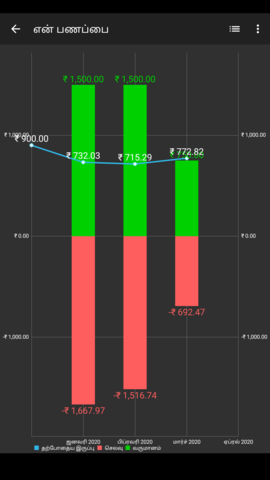 என் பணப்பை
₹ 1,500.00 ₹ 1,500.00
₹ 1,000.00 ₹ 1,000.00
₹ 900.00
₹ 732.03 ₹ 715.29 ₹ 772.82
₹ 0.00 ₹ 0.00
-₹ 692.47
-₹ 1,000.00 -₹ 1,000.00
-₹ 1,516.74
-₹ 1,667.97
ஜனவரி 2020 பிப்ரவரி 2020 மார்ச் 2020 ஏப்ரல் 2020
தற்போதைய இருப்பு செலவு வருமானம்